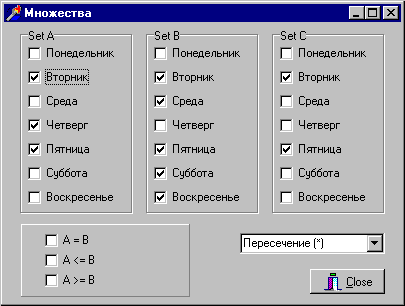 Множества
Set A Set B Set C
Понедельник Понедельник Понедельник
Вторник Вторник Вторник
Среда Среда Среда
Четверг Четверг Четверг
Пятница Пятница Пятница
Суббота Суббота Суббота
Воскресенье Воскресенье Воскресенье
A = B
A <= B
A >= B
Пересечение (*)
Close